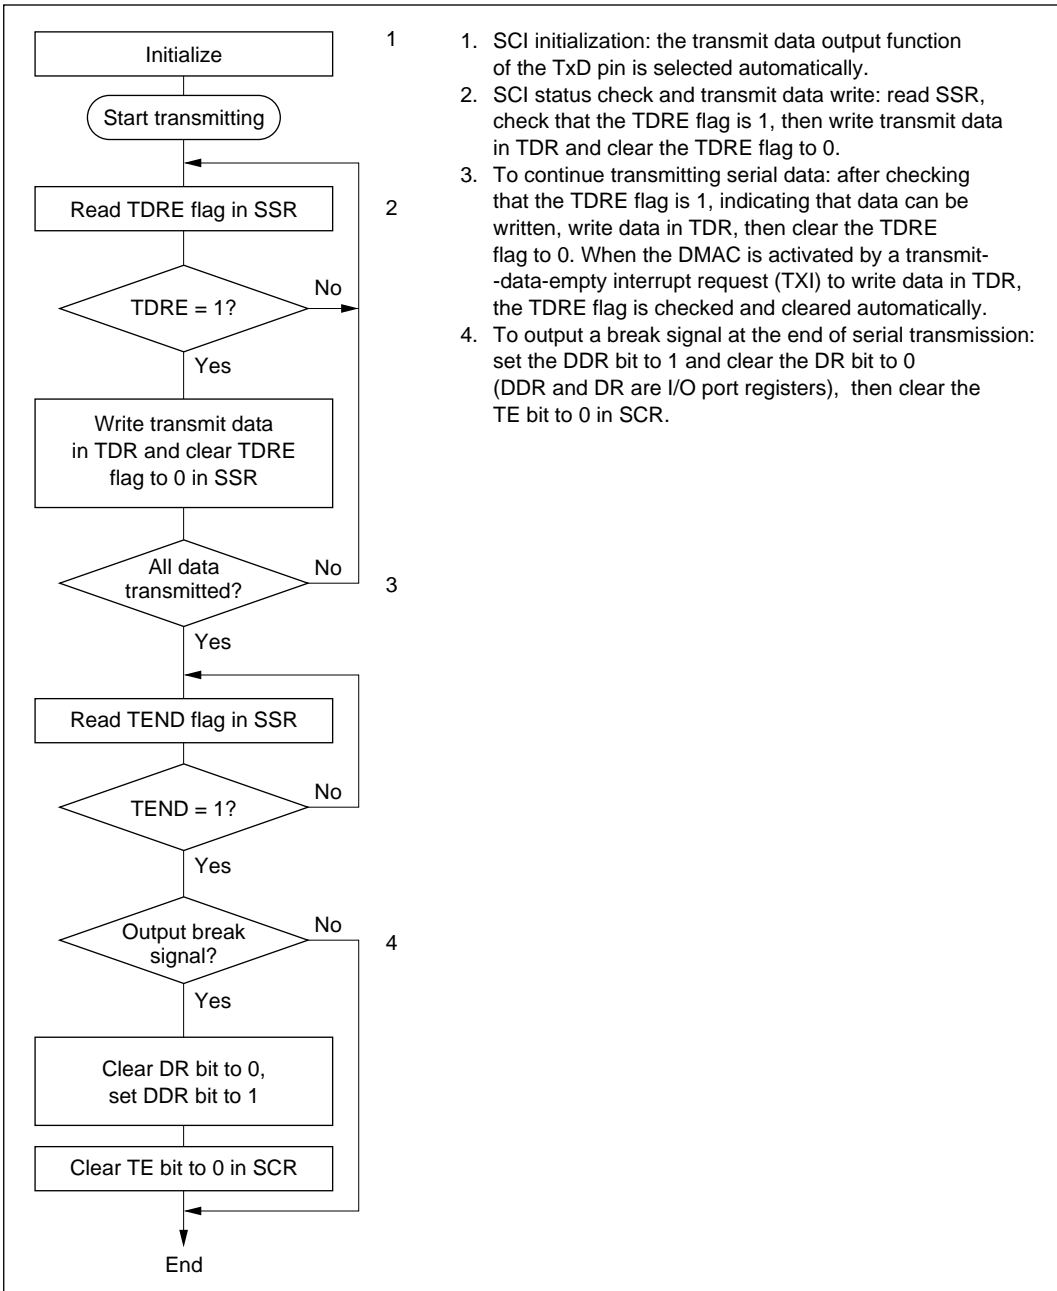 Initialize
1
Start transmitting
Read TDRE flag in SSR
2
TDRE = 1?
No
Yes
Write transmit data
in TDR and clear TDRE
flag to 0 in SSR
All data
transmitted?
No
3
Yes
Read TEND flag in SSR
TEND = 1?
No
Yes
Output break
signal?
No
4
Yes
Clear DR bit to 0,
set DDR bit to 1
Clear TE bit to 0 in SCR
End
1. SCI initialization: the transmit data output function
of the TxD pin is selected automatically.
2. SCI status check and transmit data write: read SSR,
check that the TDRE flag is 1, then write transmit data
in TDR and clear the TDRE flag to 0.
3. To continue transmitting serial data: after checking
that the TDRE flag is 1, indicating that data can be
written, write data in TDR, then clear the TDRE
flag to 0. When the DMAC is activated by a transmit-
-data-empty interrupt request (TXI) to write data in TDR,
the TDRE flag is checked and cleared automatically.
4. To output a break signal at the end of serial transmission:
set the DDR bit to 1 and clear the DR bit to 0
(DDR and DR are I/O port registers), then clear the
TE bit to 0 in SCR.